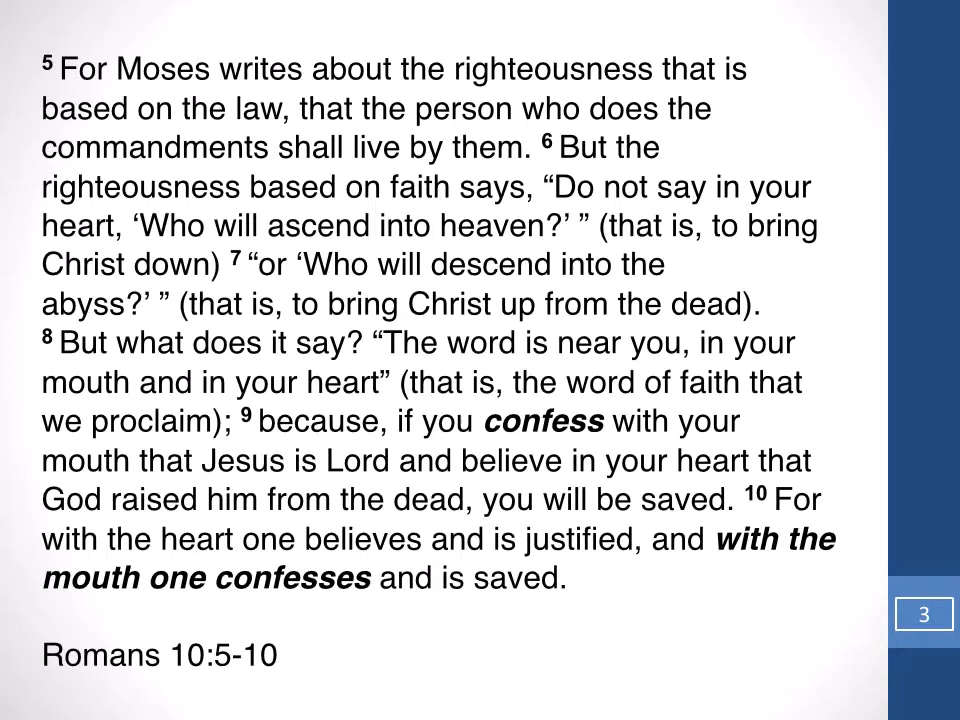 5 For Moses writes about the righteousness that is
based on the law, that the person who does the
commandments shall live by them. 6 But the
righteousness based on faith says, “Do not say in your
heart, ‘Who will ascend into heaven?’ ” (that is, to bring
Christ down) 7 “or ‘Who will descend into the
abyss?’ ” (that is, to bring Christ up from the dead).
8 But what does it say? “The word is near you, in your
mouth and in your heart” (that is, the word of faith that
we proclaim); 9 because, if you confess with your
mouth that Jesus is Lord and believe in your heart that
God raised him from the dead, you will be saved. 10 For
with the heart one believes and is justified, and with the
mouth one confesses and is saved.
Romans 10:5-10
3